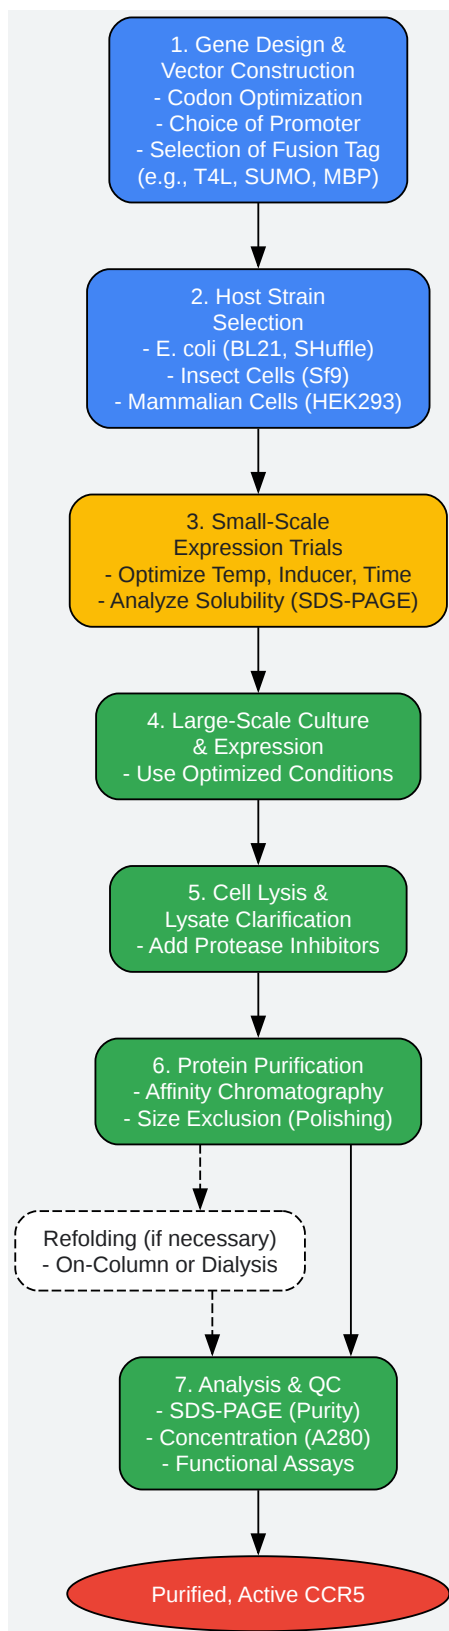 1. Gene Design &
Vector Construction
- Codon Optimization
- Choice of Promoter
- Selection of Fusion Tag
(e.g., T4L, SUMO, MBP)
2. Host Strain
Selection
- E. coli (BL21, SHuffle)
- Insect Cells (Sf9)
- Mammalian Cells (HEK293)
3. Small-Scale
Expression Trials
- Optimize Temp, Inducer, Time
- Analyze Solubility (SDS-PAGE)
4. Large-Scale Culture
& Expression
- Use Optimized Conditions
5. Cell Lysis &
Lysate Clarification
- Add Protease Inhibitors
6. Protein Purification
- Affinity Chromatography
- Size Exclusion (Polishing)
Refolding (if necessary)
- On-Column or Dialysis
7. Analysis & QC
- SDS-PAGE (Purity)
- Concentration (A280)
- Functional Assays
Purified, Active CCR5